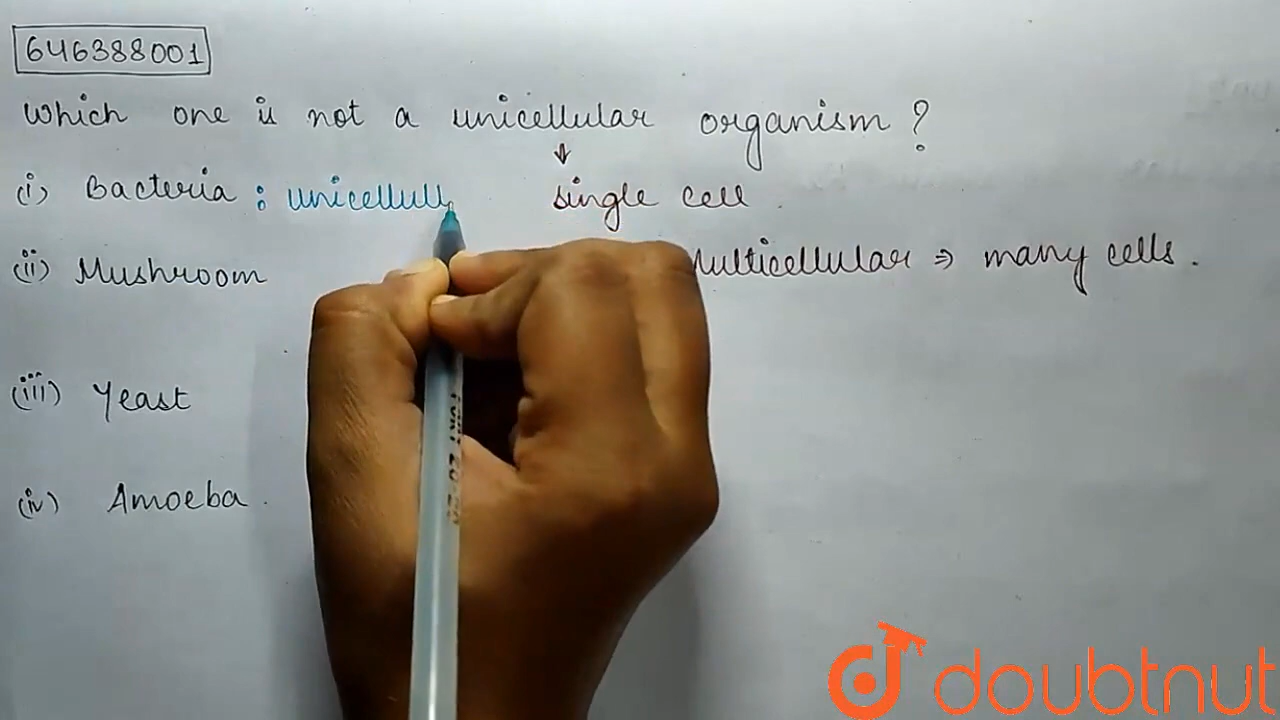 646388001
Which one is not a unicellular organism ?
↓
(i) Bacteria : unicellul single cell
(ii) Mushroom Multicellular ⇒ many cells .
(iii) Yeast
(iv) Amoeba .
doubtnut